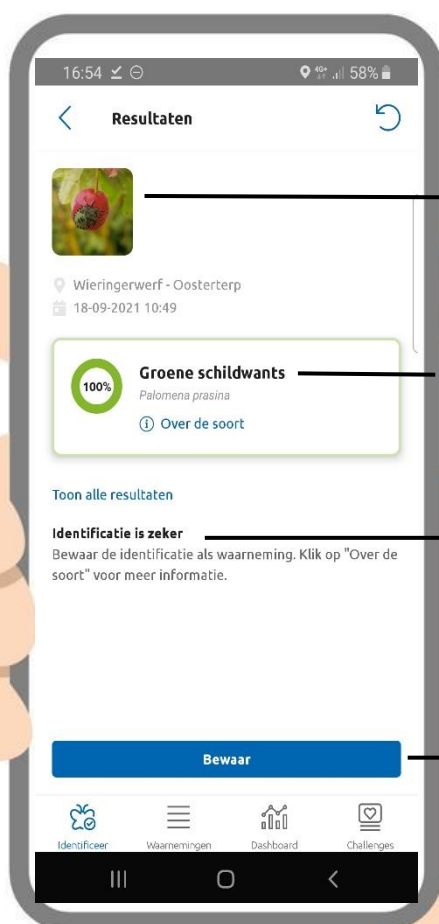 16:54
4G+ 58%
Resultaten
Wieringerwerf - Oosterterp
18-09-2021 10:49
100%
Groene schildwants
Palomena prasina
Over de soort
Toon alle resultaten
Identificatie is zeker
Bewaar de identificatie als waarneming. Klik op "Over de
soort" voor meer informatie.
Bewaar
Identificeer Waarnemingen Dashboard Challenges